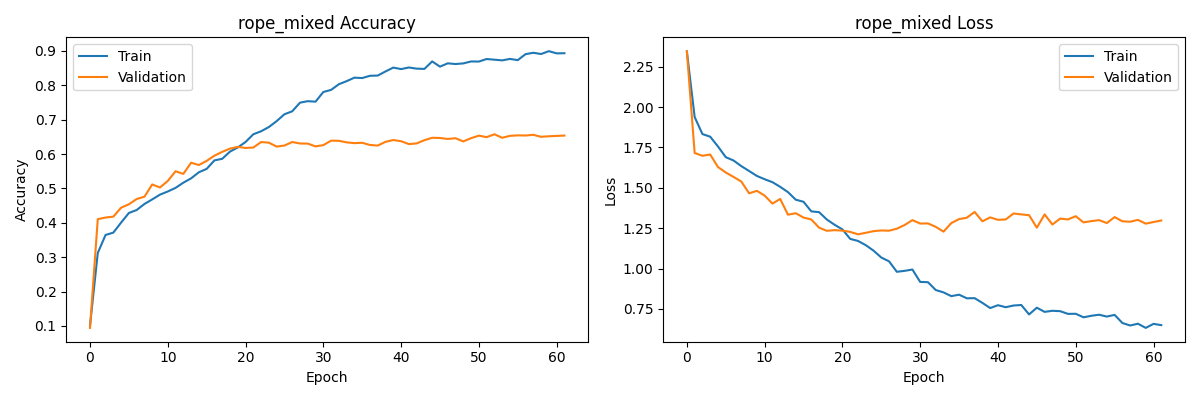 rope_mixed Accuracy
Train
Validation
0.9
0.8
0.7
0.6
0.5
0.4
0.3
0.2
0.1
Accuracy
0 10 20 30 40 50 60
Epoch
rope_mixed Loss
Train
Validation
2.25
2.00
1.75
1.50
1.25
1.00
0.75
Loss
0 10 20 30 40 50 60
Epoch